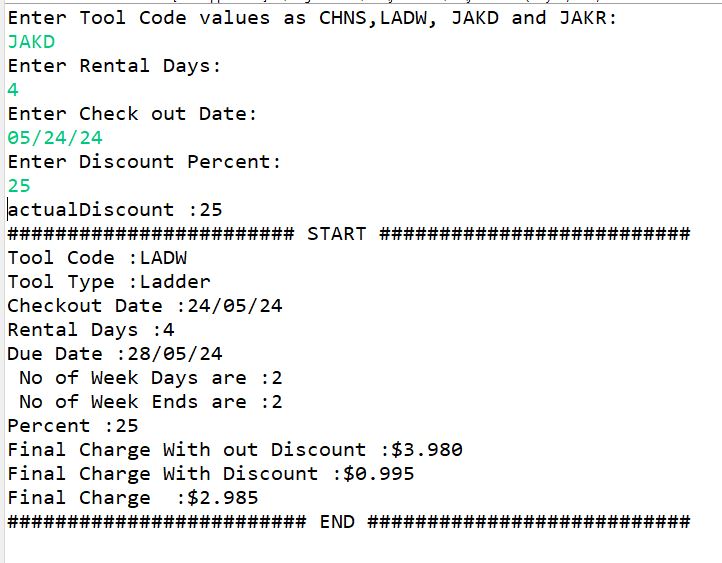 Enter Tool Code values as CHNS,LADW, JAKD and JAKR:
JAKD
Enter Rental Days:
4
Enter Check out Date:
05/24/24
Enter Discount Percent:
25
actualDiscount :25
######################## START ##########################
Tool Code :LADW
Tool Type :Ladder
Checkout Date :24/05/24
Rental Days :4
Due Date :28/05/24
 No of Week Days are :2
 No of Week Ends are :2
Percent :25
Final Charge With out Discount :$3.980
Final Charge With Discount :$0.995
Final Charge  :$2.985
######################### END ###########################